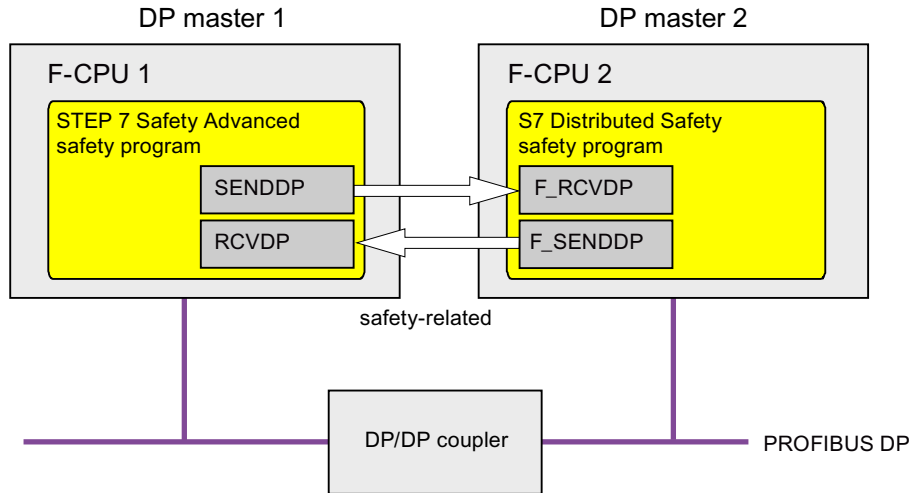 DP master 1
DP master 2
F-CPU 1
STEP 7 Safety Advanced
safety program
SENDDP
RCVDP
F-CPU 2
S7 Distributed Safety
safety program
F_RCVDP
F_SENDDP
safety-related
DP/DP coupler
PROFIBUS DP